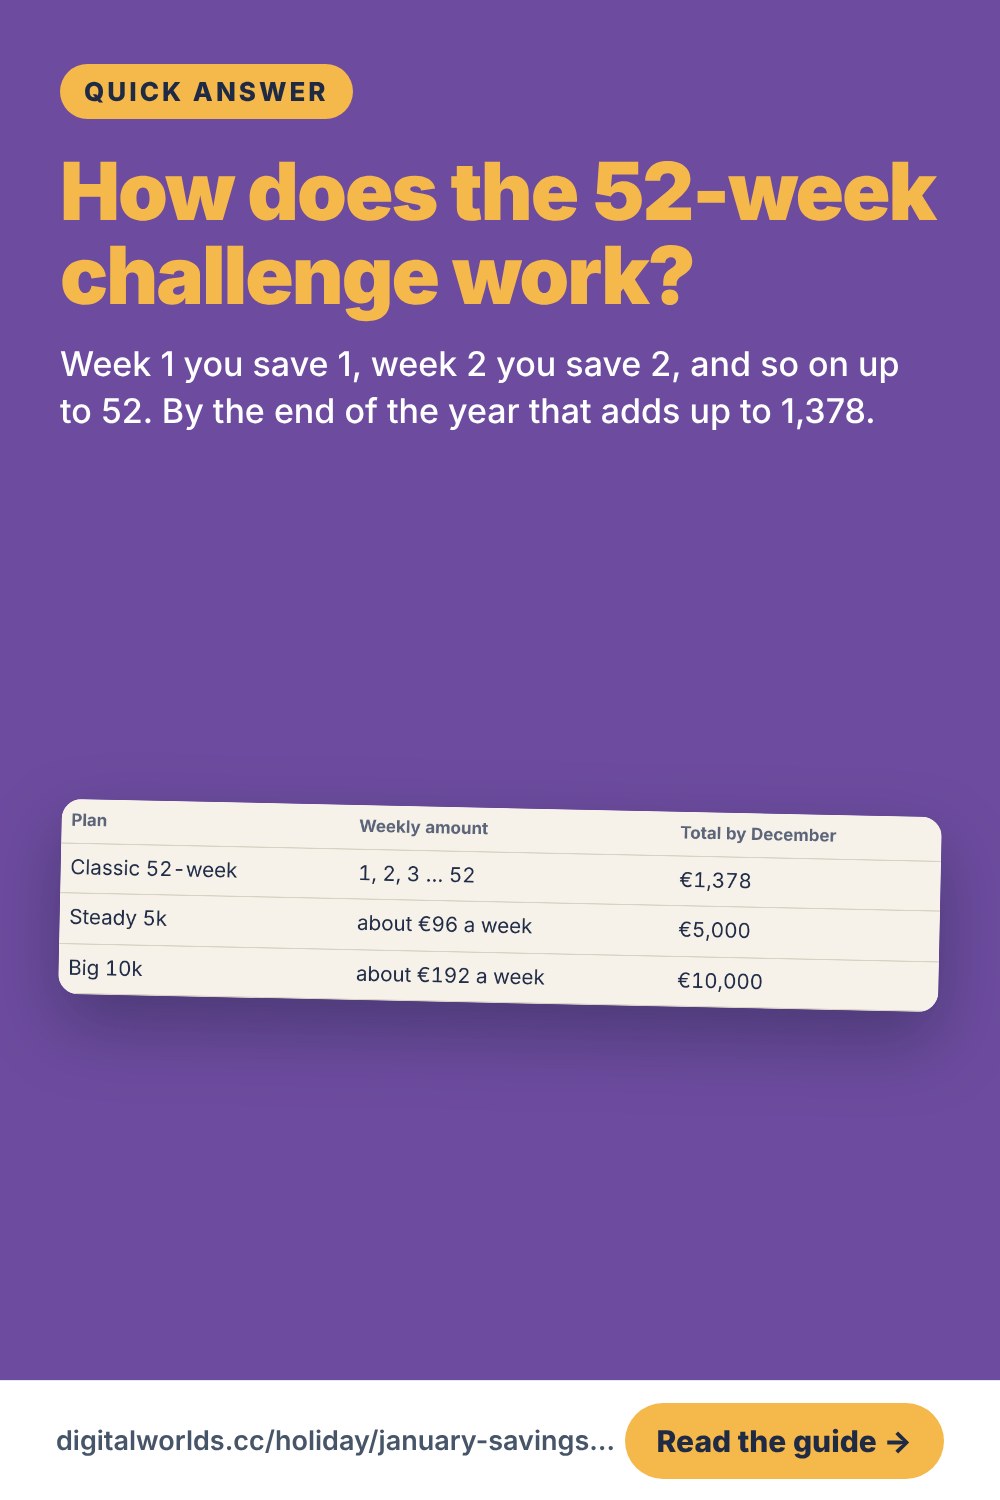 QUICK ANSWER
How does the 52-week
challenge work?
Week 1 you save 1, week 2 you save 2, and so on up
to 52. By the end of the year that adds up to 1,378.
Plan Weekly amount Total by December
Classic 52-week 1, 2, 3 ... 52 €1,378
Steady 5k about €96 a week €5,000
Big 10k about €192 a week €10,000
digitalworlds.cc/holiday/january-savings... Read the guide →